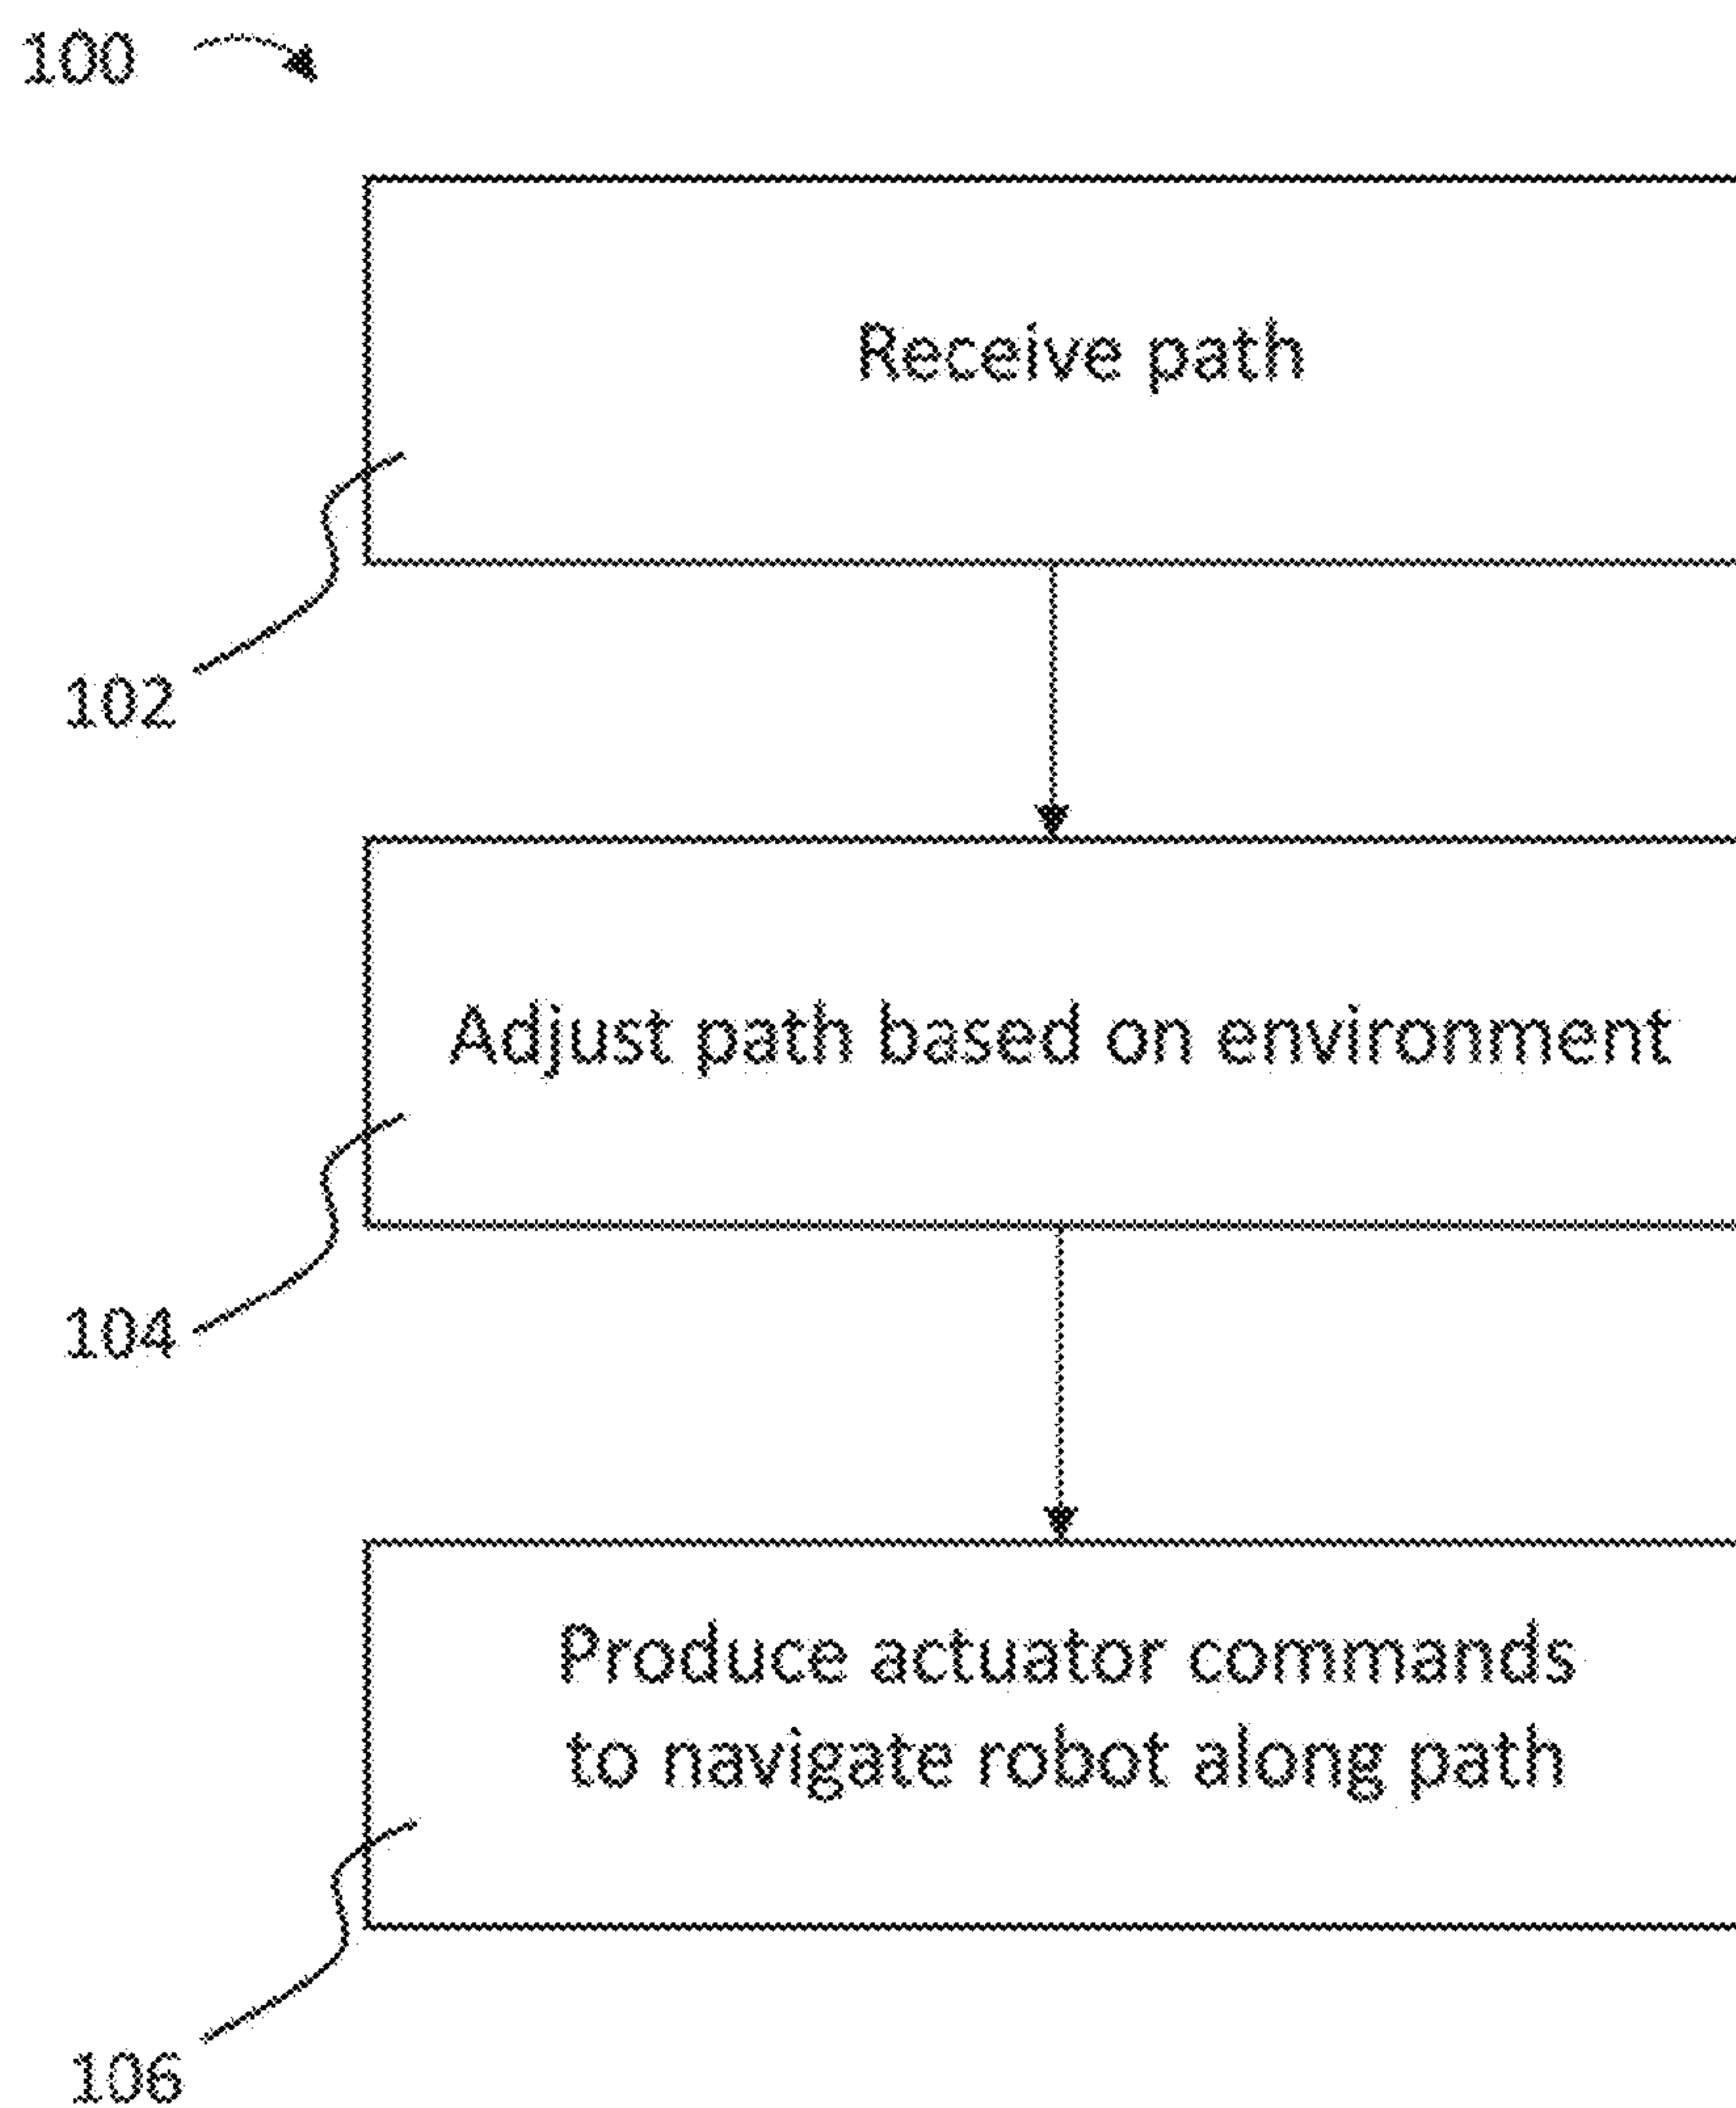 100
Receive path
102
Adjust path based on environment
104
Produce actuator commands
to navigate robot along path
106